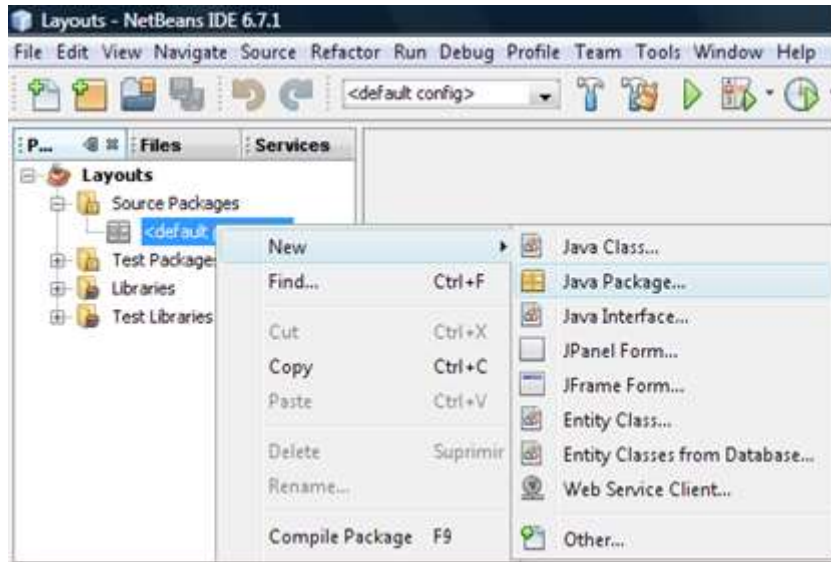 Layouts - NetBeans IDE 6.7.1
File Edit View Navigate Source Refactor Run Debug Profile Team Tools Window Help
<default config>
P... Files Services
Layouts
Source Packages
<default
Test Package
Libraries
Test Libraries
New
Find... Ctrl+F
Cut Ctrl+X
Copy Ctrl+C
Paste Ctrl+V
Delete Suprimir
Rename...
Compile Package F9
Java Class...
Java Package...
Java Interface...
JPanel Form...
JFrame Form...
Entity Class...
Entity Classes from Database...
Web Service Client...
Other...